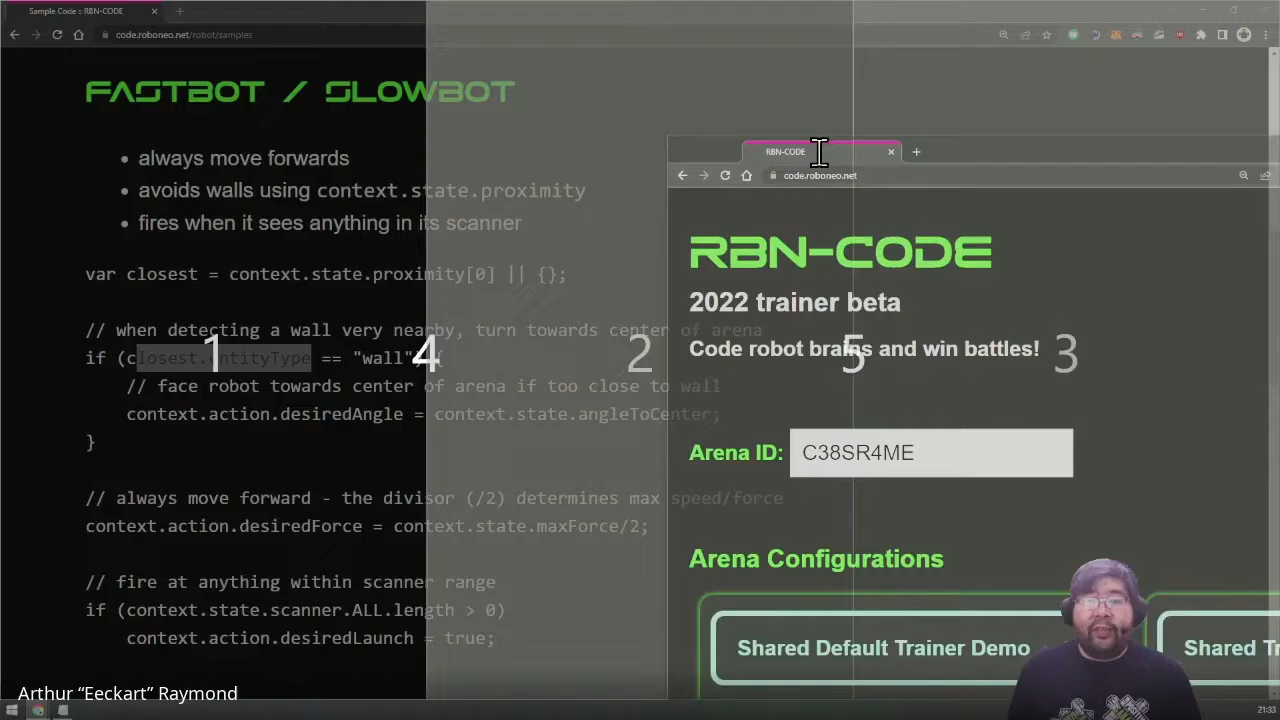 Sample Code :: RBN-CODE
code.roboneo.net/robot/samples
FASTBOT / SLOWBOT
always move forwards
avoids walls using context.state.proximity
fires when it sees anything in its scanner
var closest = context.state.proximity[0] || {};
// when detecting a wall very nearby, turn towards center of arena
if (closest.entityType == "wall") {
// face robot towards center of arena if too close to wall
context.action.desiredAngle = context.state.angleToCenter;
}
// always move forward - the divisor (/2) determines max speed/force
context.action.desiredForce = context.state.maxForce/2;
// fire at anything within scanner range
if (context.state.scanner.ALL.length > 0)
context.action.desiredLaunch = true;
RBN-CODE
code.roboneo.net
RBN-CODE
2022 trainer beta
Code robot brains and win battles!
1 4 2 5 3
Arena ID: C38SR4ME
Arena Configurations
Shared Default Trainer Demo
Shared Tr
Arthur “Eeckart” Raymond
21:33